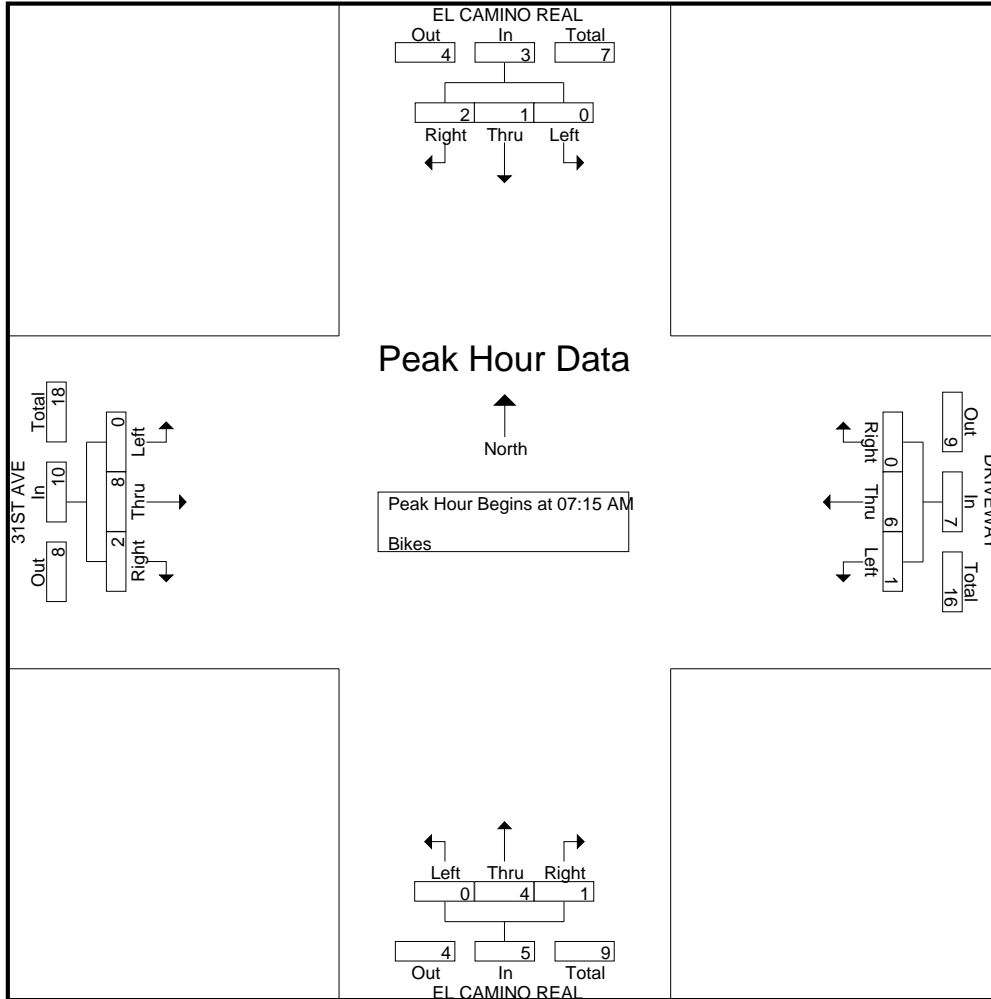 EL CAMINO REAL
Out In Total
4 3 7
2 1 0
Right Thru Left
Peak Hour Data
North
Peak Hour Begins at 07:15 AM
Bikes
31ST AVE
Out In Total
8 10 18
2 8 0
Right Thru Left
DRIVEWAY
Out In Total
9 7 16
0 6 1
Right Thru Left
Left Thru Right
0 4 1
4 5 9
Out In Total
EL CAMINO REAL